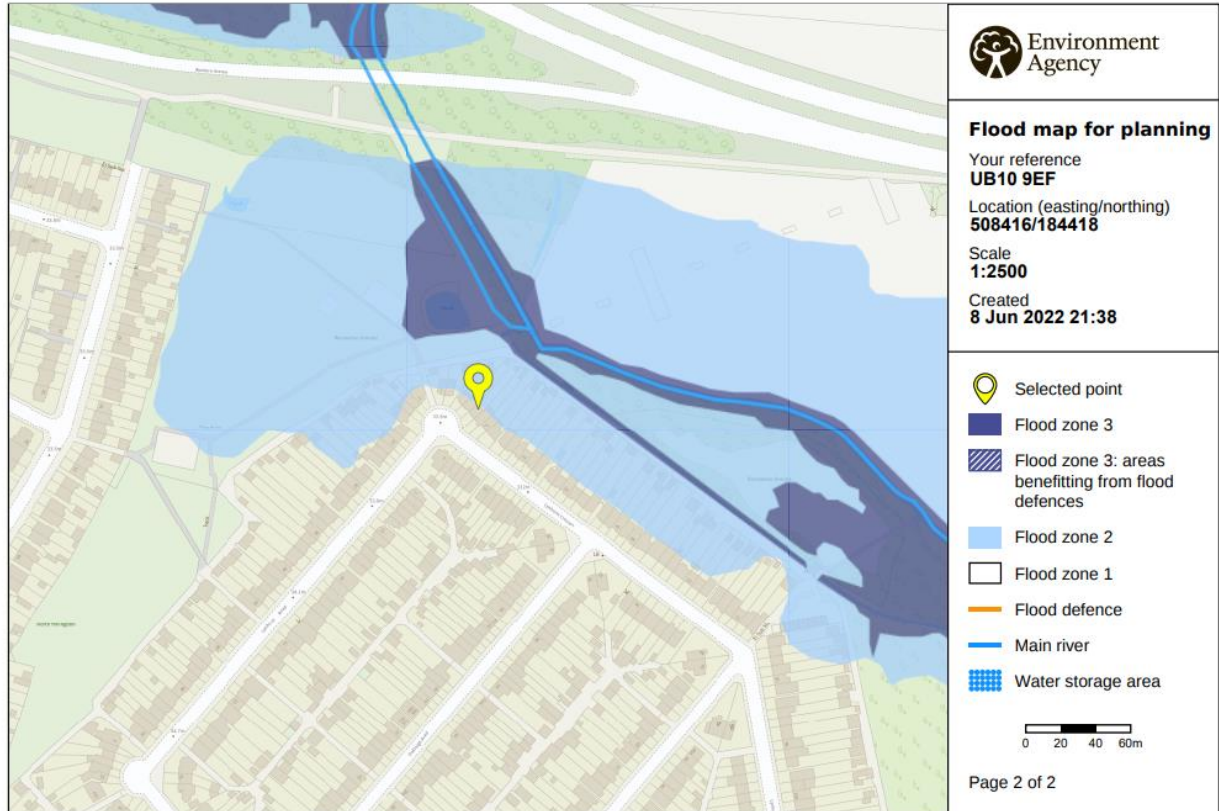 Environment
Agency
Flood map for planning
Your reference
UB10 9EF
Location (easting/northing)
508416/184418
Scale
1:2500
Created
8 Jun 2022 21:38
Selected point
Flood zone 3
Flood zone 3: areas
benefitting from flood
defences
Flood zone 2
Flood zone 1
Flood defence
Main river
Water storage area
0 20 40 60m
Page 2 of 2